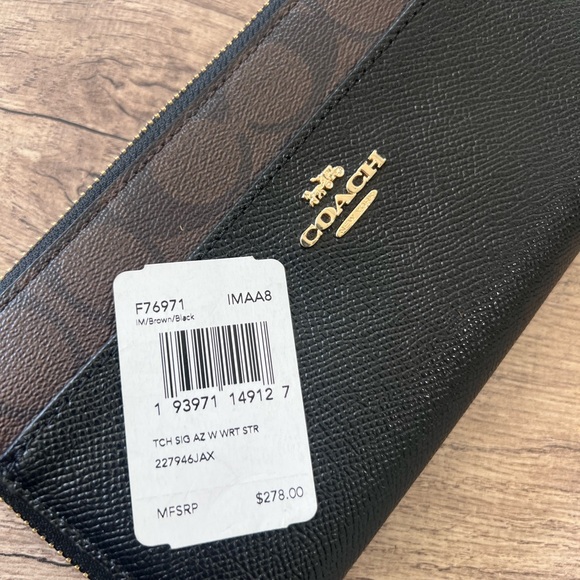 COACH
F76971 IMAA8
IM/Brown/Black
1 93971 14912 7
TCH SIG AZ W WRT STR
227946JAX
MFSRP $278.00